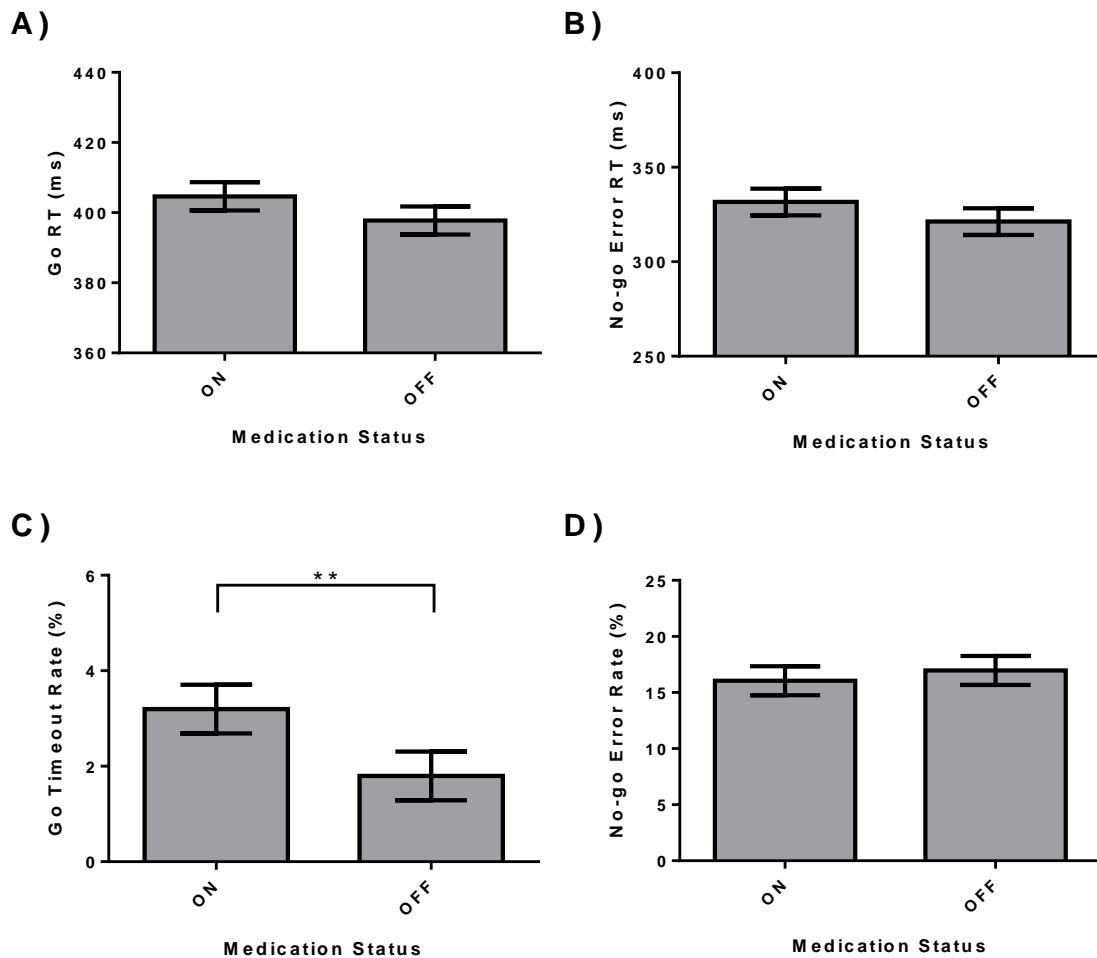 A)
440
420
400
380
360
Go RT (ms)
ON
OFF
Medication Status
B)
400
350
300
250
No-go Error RT (ms)
ON
OFF
Medication Status
C)
6
4
2
0
Go Timeout Rate (%)
**
ON
OFF
Medication Status
D)
25
20
15
10
5
0
No-go Error Rate (%)
ON
OFF
Medication Status